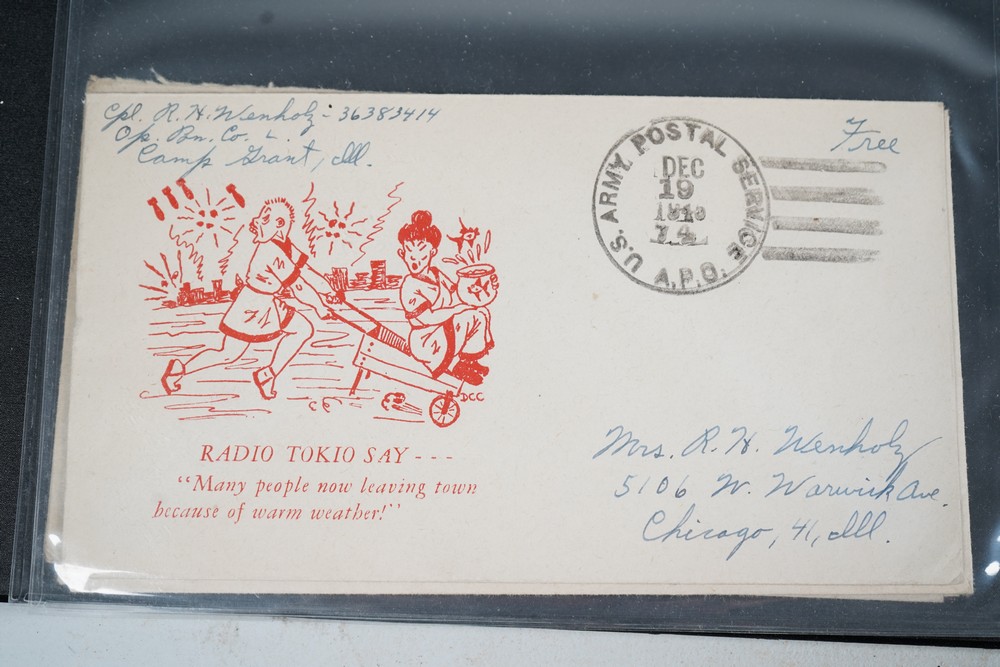 Cpl. R. H. Wenholz - 36383414
Op. Bn. Co. L.
Camp Grant, Ill.
Free
U.S. ARMY. POSTAL SERVICE
A.P.O.
DEC
19
DCC
RADIO TOKIO SAY - - -
"Many people now leaving town
because of warm weather!"
Mrs. R. H. Wenholz
5106 W. Warwick Ave.
Chicago, 41, Ill.